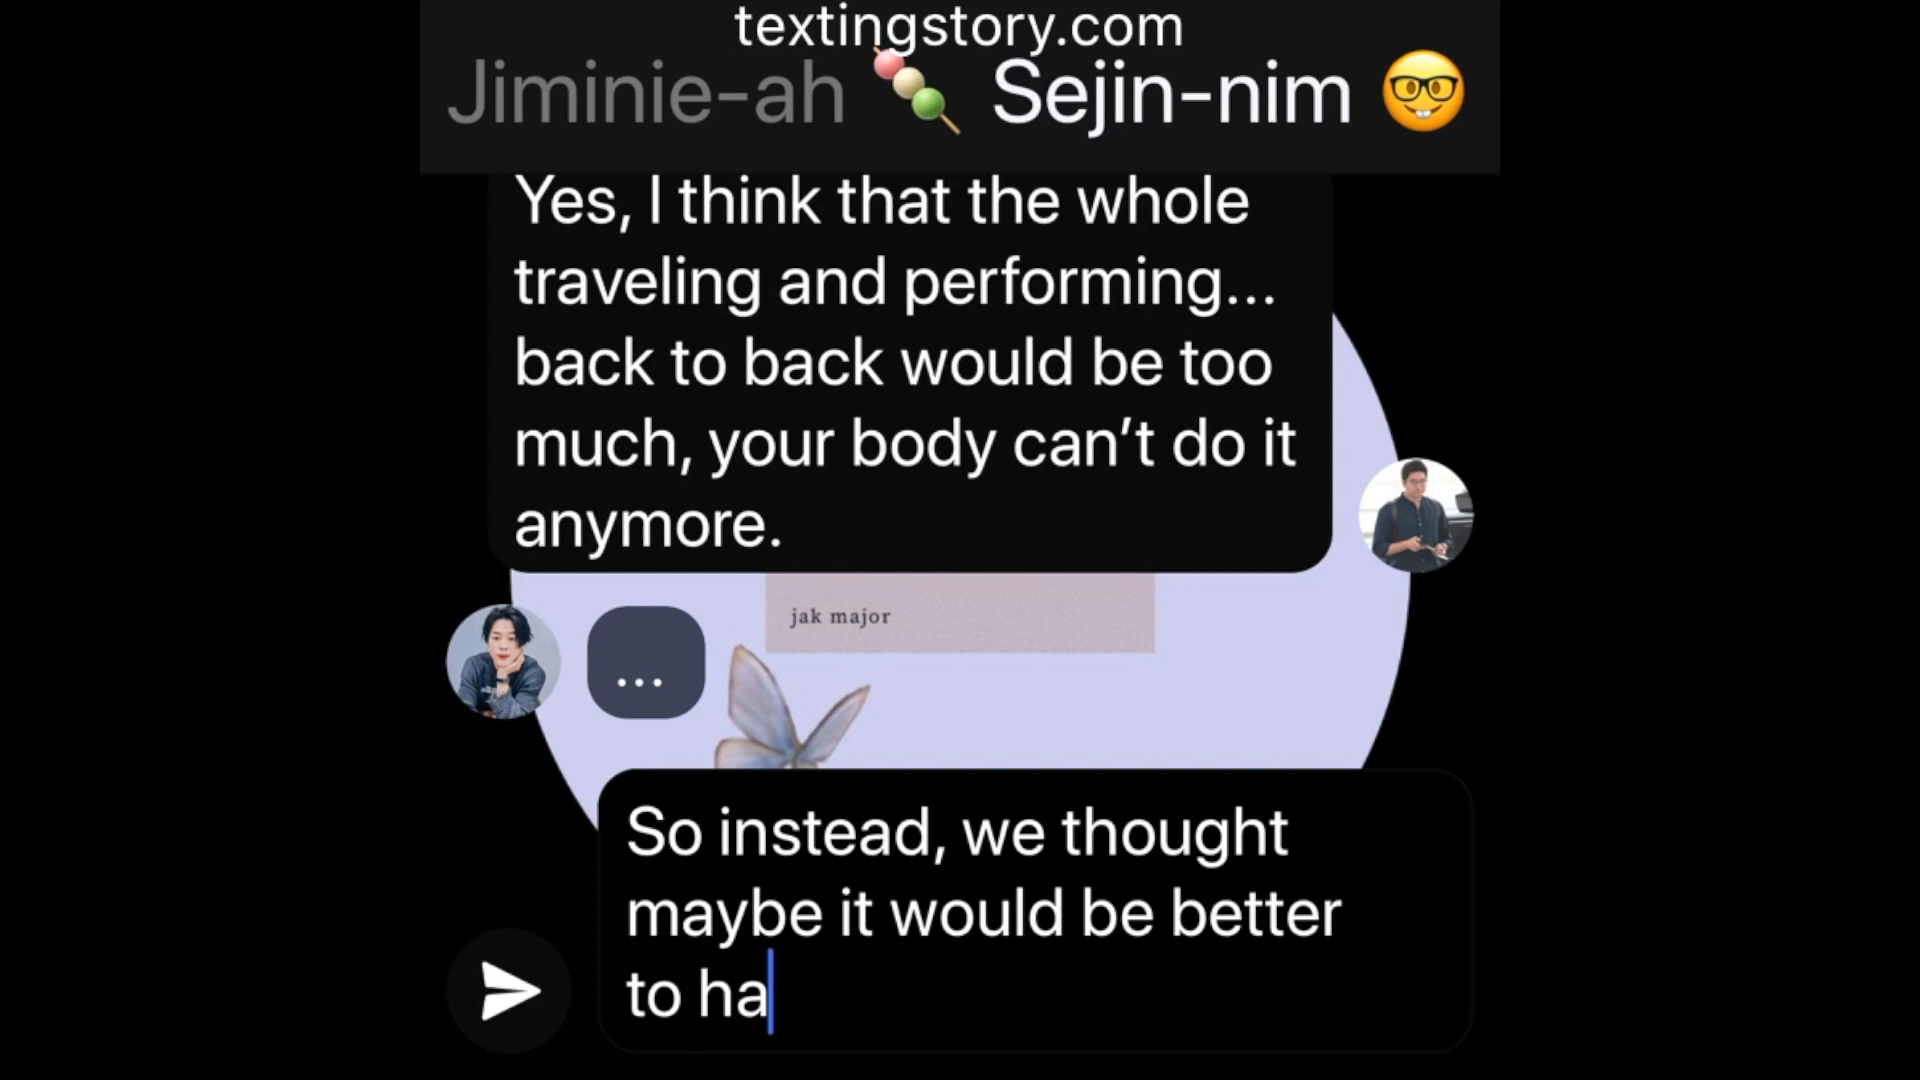 textingstory.com
Jiminie-ah 🍡 Sejin-nim 🤓
Yes, I think that the whole
traveling and performing...
back to back would be too
much, your body can’t do it
anymore.
jak major
...
So instead, we thought
maybe it would be better
to ha